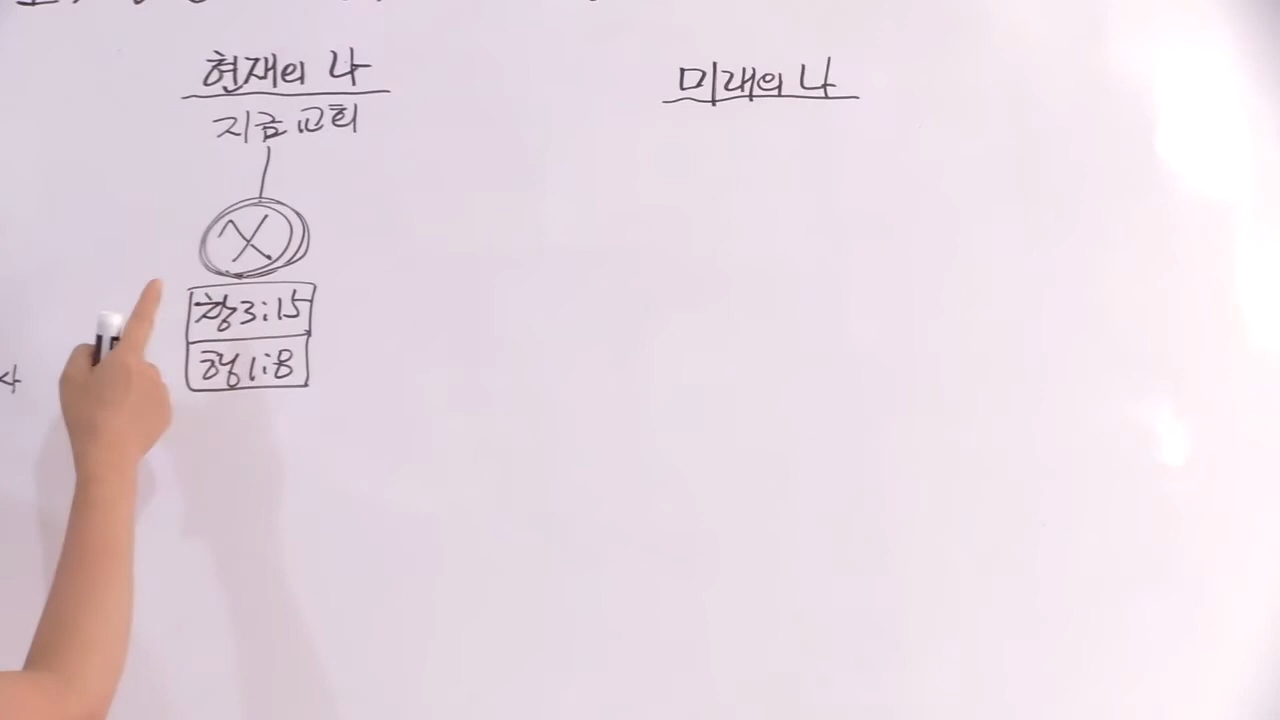 현재의 나
미래의 나
지금 교회
X
창3:15
행1:8